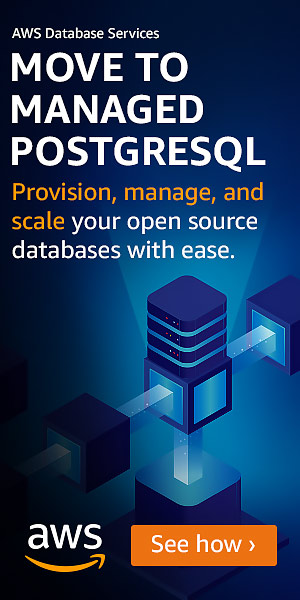 AWS Database Services
MOVE TO
MANAGED
POSTGRESQL
Provision, manage, and
scale your open source
databases with ease.
aws
See how ›